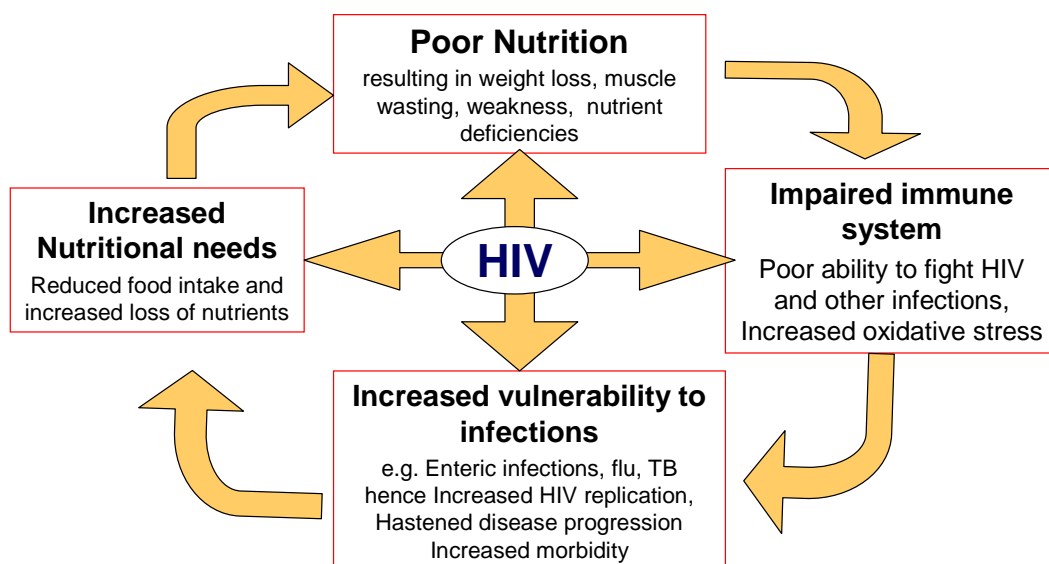 Poor Nutrition
resulting in weight loss, muscle
wasting, weakness, nutrient
deficiencies
Increased
Nutritional needs
Reduced food intake and
increased loss of nutrients
HIV
Impaired immune
system
Poor ability to fight HIV
and other infections,
Increased oxidative stress
Increased vulnerability to
infections
e.g. Enteric infections, flu, TB
hence Increased HIV replication,
Hastened disease progression
Increased morbidity